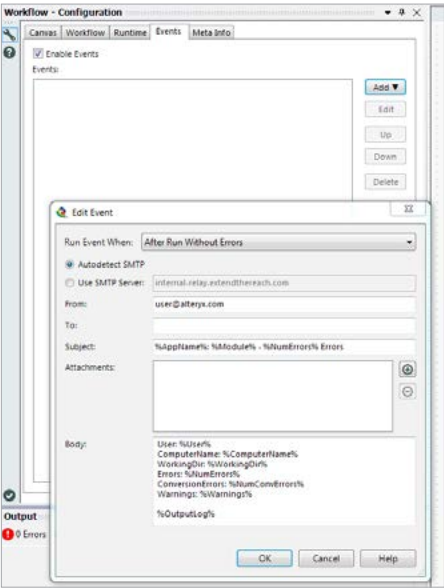 Workflow - Configuration
Canvas Workflow Runtime Events Meta Info
Enable Events
Events:
Add
Edit
Up
Down
Delete
Edit Event
Run Event When: After Run Without Errors
Autodetect SMTP
Use SMTP Server: internal-relay.extendthereach.com
From: user@alteryx.com
To:
Subject: %AppName%: %Module% - %NumErrors% Errors
Attachments:
Body: User: %User%
ComputerName: %ComputerName%
WorkingDir: %WorkingDir%
Errors: %NumErrors%
ConversionErrors: %NumConvErrors%
Warnings: %Warnings%
%OutputLog%
Output
0 Errors
OK Cancel Help